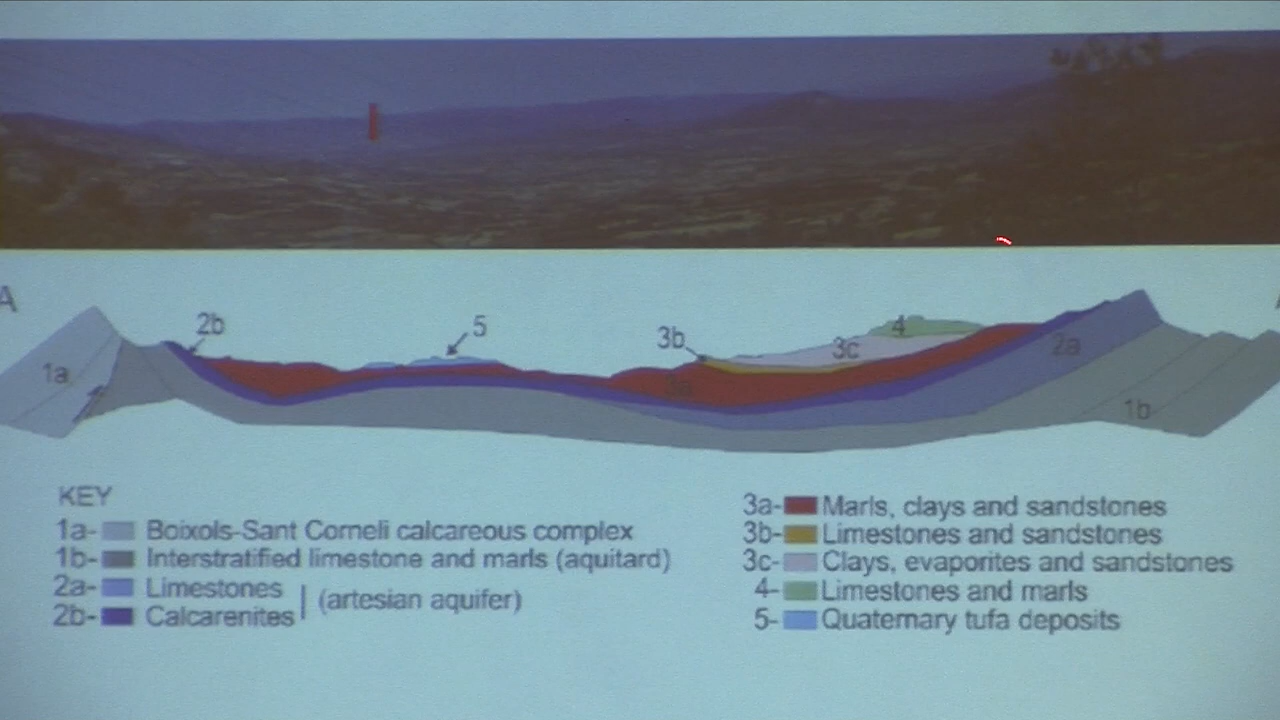 A
2b
5
3b
4
3c
1a
2a
3a
1b
KEY
1a- Boixols-Sant Corneli calcareous complex
1b- Interstratified limestone and marls (aquitard)
2a- Limestones
(artesian aquifer)
2b- Calcarenites
3a- Marls, clays and sandstones
3b- Limestones and sandstones
3c- Clays, evaporites and sandstones
4- Limestones and marls
5- Quaternary tufa deposits